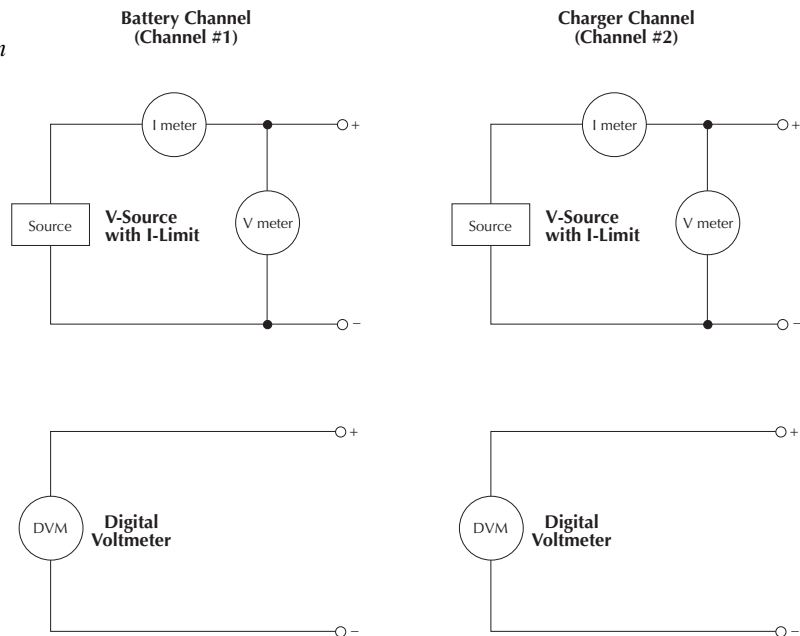 Battery Channel
(Channel #1)
Charger Channel
(Channel #2)
I meter
+
I meter
+
Source
V-Source
with I-Limit
V meter
Source
V-Source
with I-Limit
V meter
−
−
+
+
DVM
Digital
Voltmeter
DVM
Digital
Voltmeter
−
−